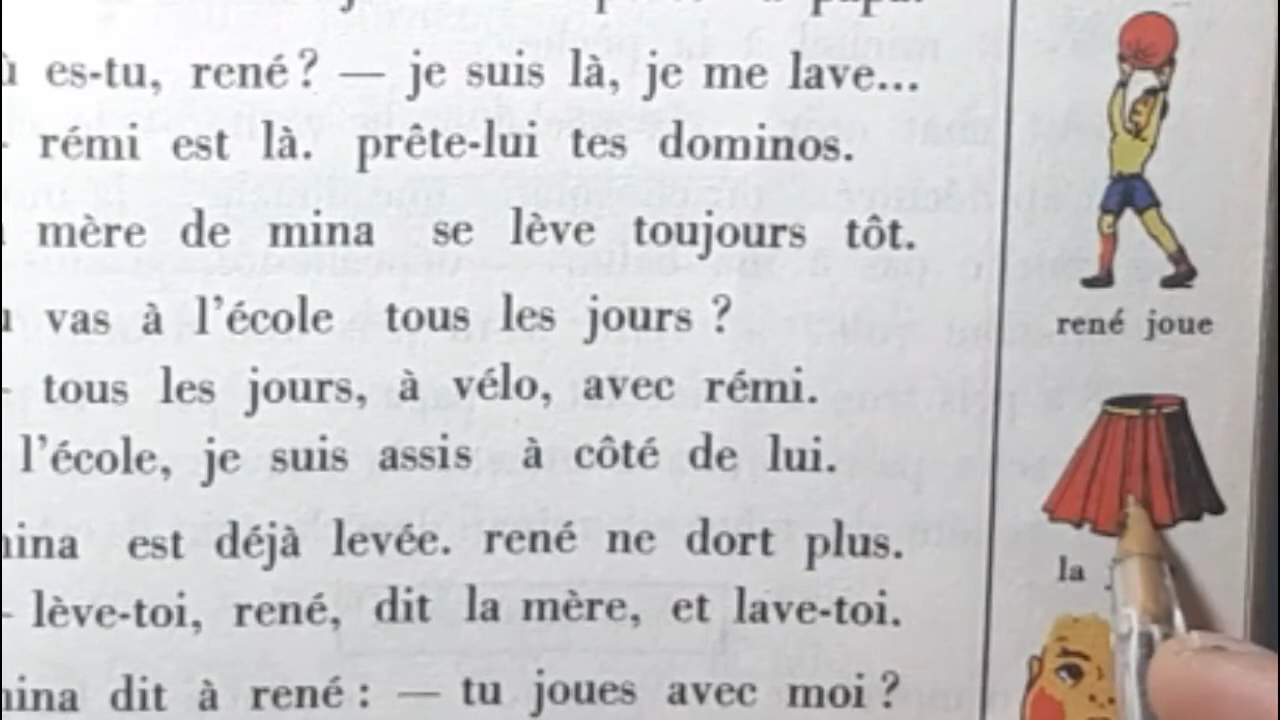 es-tu, rené ? — je suis là, je me lave...
rémi est là. prête-lui tes dominos.
mère de mina se lève toujours tôt.
vas à l'école tous les jours ?
- tous les jours, à vélo, avec rémi.
l'école, je suis assis à côté de lui.
est déjà levée. rené ne dort plus.
- lève-toi, rené, dit la mère, et lave-toi.
dit à rené : — tu joues avec moi ?
rené joue
la